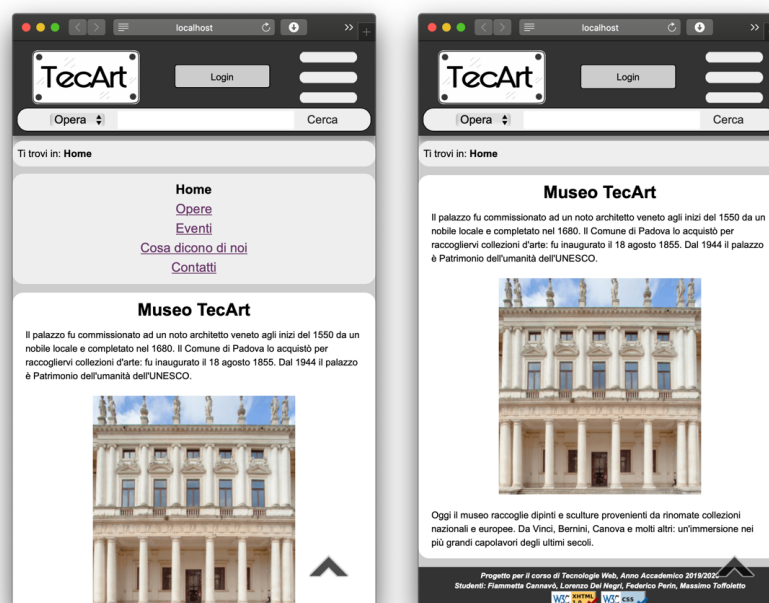 localhost
TecArt
Login
Opera
Cerca
Ti trovi in: Home
Home
Opere
Eventi
Cosa dicono di noi
Contatti
Museo TecArt
Il palazzo fu commissionato ad un noto architetto veneto agli inizi del 1550 da un
nobile locale e completato nel 1680. Il Comune di Padova lo acquistò per
raccogliervi collezioni d'arte: fu inaugurato il 18 agosto 1855. Dal 1944 il palazzo
è Patrimonio dell'umanità dell'UNESCO.
localhost
TecArt
Login
Opera
Cerca
Ti trovi in: Home
Museo TecArt
Il palazzo fu commissionato ad un noto architetto veneto agli inizi del 1550 da un
nobile locale e completato nel 1680. Il Comune di Padova lo acquistò per
raccogliervi collezioni d'arte: fu inaugurato il 18 agosto 1855. Dal 1944 il palazzo
è Patrimonio dell'umanità dell'UNESCO.
Oggi il museo raccoglie dipinti e sculture provenienti da rinomate collezioni
nazionali e europee. Da Vinci, Bernini, Canova e molti altri: un'immersione nei
più grandi capolavori degli ultimi secoli.
Progetto per il corso di Tecnologie Web, Anno Accademico 2019/2020
Studenti: Fiammetta Cannavò, Lorenzo Dei Negri, Federico Perin, Massimo Toffoletto
W3C XHTML W3C css